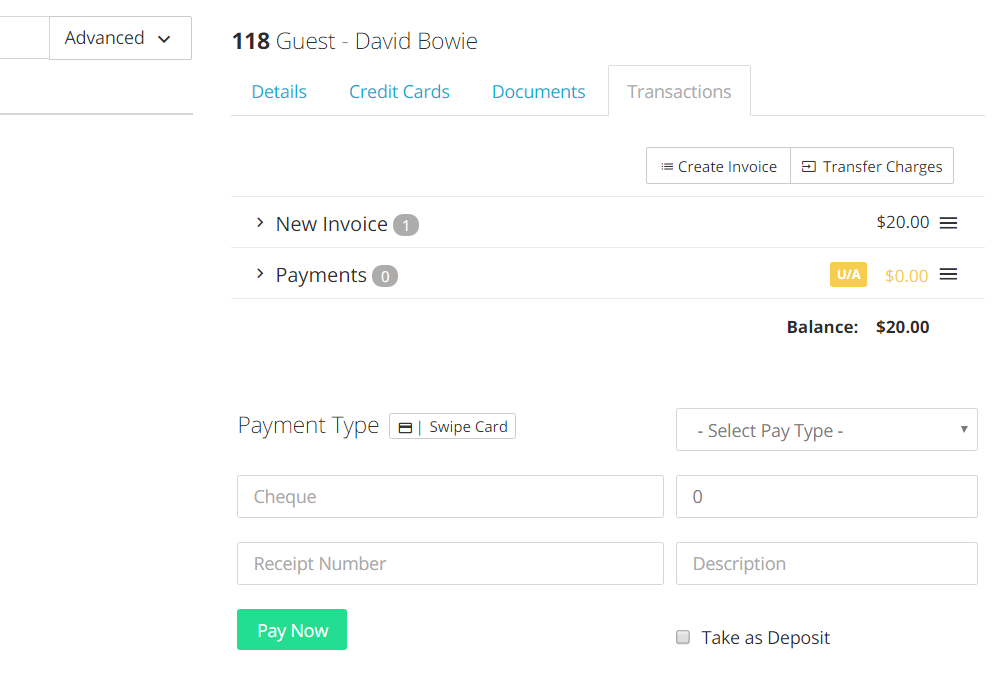 Advanced
118 Guest - David Bowie
Details Credit Cards Documents Transactions
Create Invoice Transfer Charges
New Invoice 1 $20.00
Payments 0 U/A $0.00
Balance: $20.00
Payment Type | Swipe Card - Select Pay Type -
Cheque 0
Receipt Number Description
Pay Now Take as Deposit